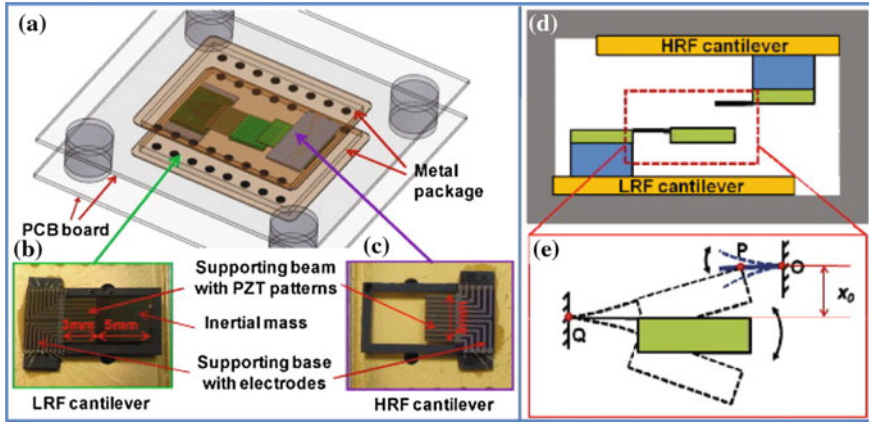 (a)
Metal
package
PCB board
(b)
(c)
Supporting beam
with PZT patterns
3mm
5mm
Inertial mass
Supporting base
with electrodes
LRF cantilever
HRF cantilever
(d)
HRF cantilever
LRF cantilever
(e)
P
O
x₀
Q